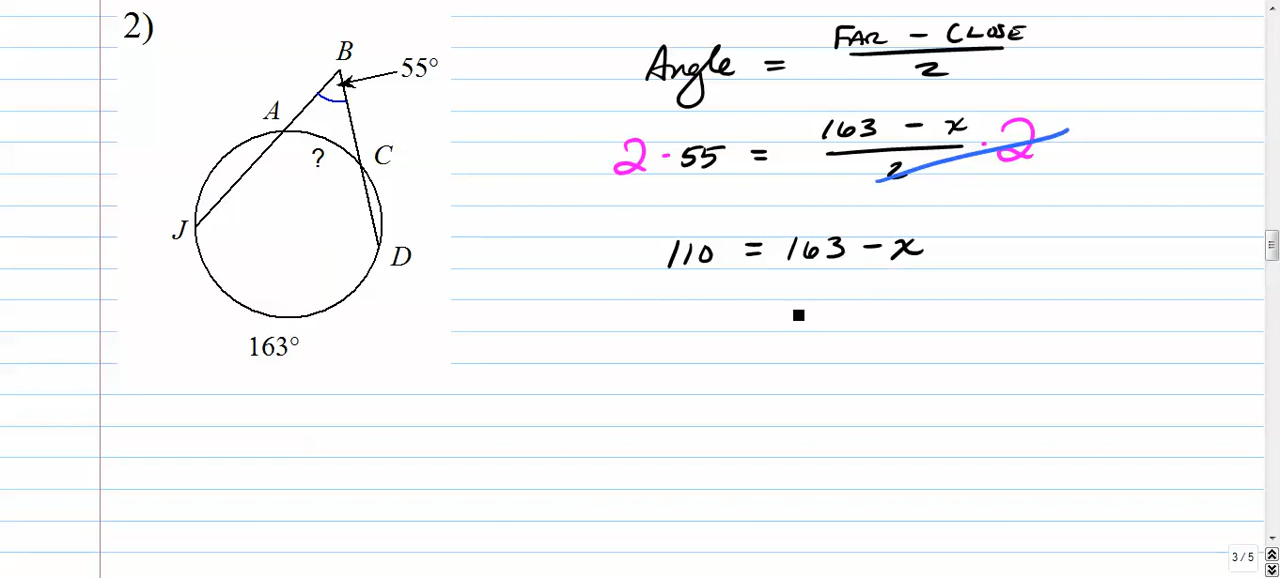 2)
B
55°
A
?
C
J
D
163°
Angle = FAR - CLOSE / 2
2 · 55 = 163 - x / 2 · 2
110 = 163 - x
3 / 5